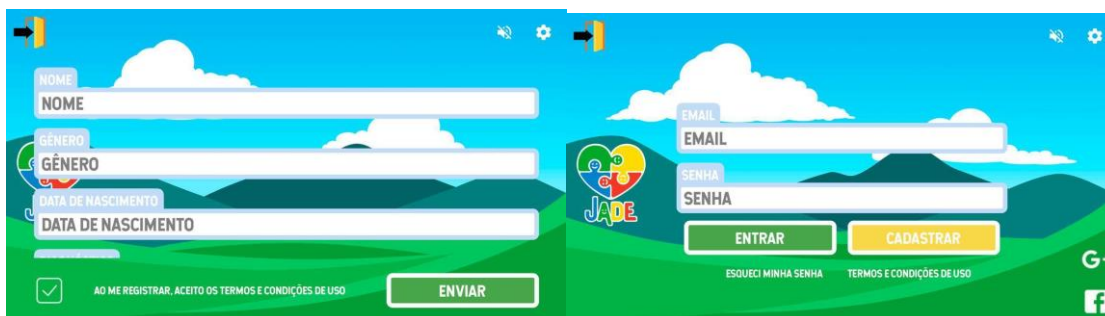 NOME
NOME
GÊNERO
GÊNERO
DATA DE NASCIMENTO
DATA DE NASCIMENTO
AO ME REGISTRAR, ACEITO OS TERMOS E CONDIÇÕES DE USO
ENVIAR
EMAIL
EMAIL
SENHA
SENHA
JADE
ENTRAR
CADASTRAR
ESQUECI MINHA SENHA
TERMOS E CONDIÇÕES DE USO
G+
f